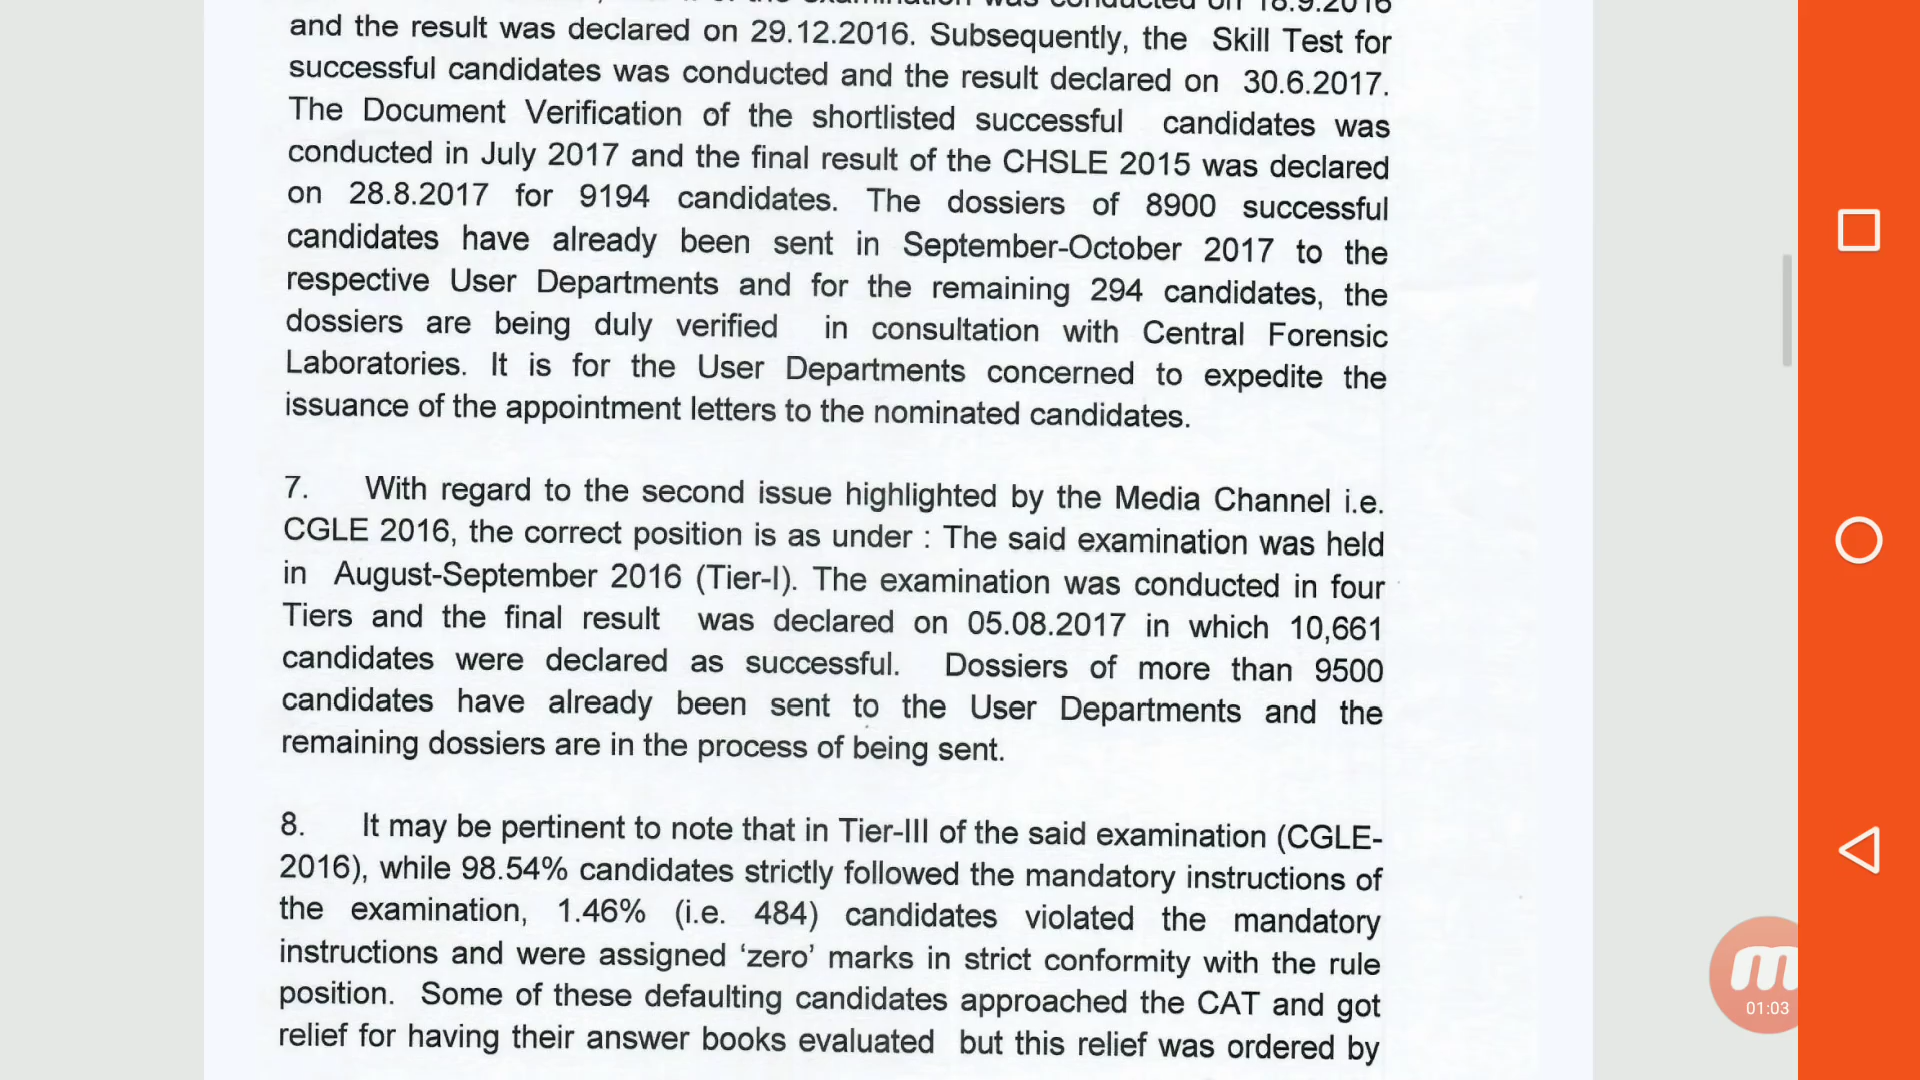 examination was conducted on 18.9.2016
and the result was declared on 29.12.2016. Subsequently, the Skill Test for
successful candidates was conducted and the result declared on 30.6.2017.
The Document Verification of the shortlisted successful candidates was
conducted in July 2017 and the final result of the CHSLE 2015 was declared
on 28.8.2017 for 9194 candidates. The dossiers of 8900 successful
candidates have already been sent in September-October 2017 to the
respective User Departments and for the remaining 294 candidates, the
dossiers are being duly verified in consultation with Central Forensic
Laboratories. It is for the User Departments concerned to expedite the
issuance of the appointment letters to the nominated candidates.
7. With regard to the second issue highlighted by the Media Channel i.e.
CGLE 2016, the correct position is as under : The said examination was held
in August-September 2016 (Tier-I). The examination was conducted in four
Tiers and the final result was declared on 05.08.2017 in which 10,661
candidates were declared as successful. Dossiers of more than 9500
candidates have already been sent to the User Departments and the
remaining dossiers are in the process of being sent.
8. It may be pertinent to note that in Tier-III of the said examination (CGLE-
2016), while 98.54% candidates strictly followed the mandatory instructions of
the examination, 1.46% (i.e. 484) candidates violated the mandatory
instructions and were assigned ‘zero’ marks in strict conformity with the rule
position. Some of these defaulting candidates approached the CAT and got
relief for having their answer books evaluated but this relief was ordered by
01:03